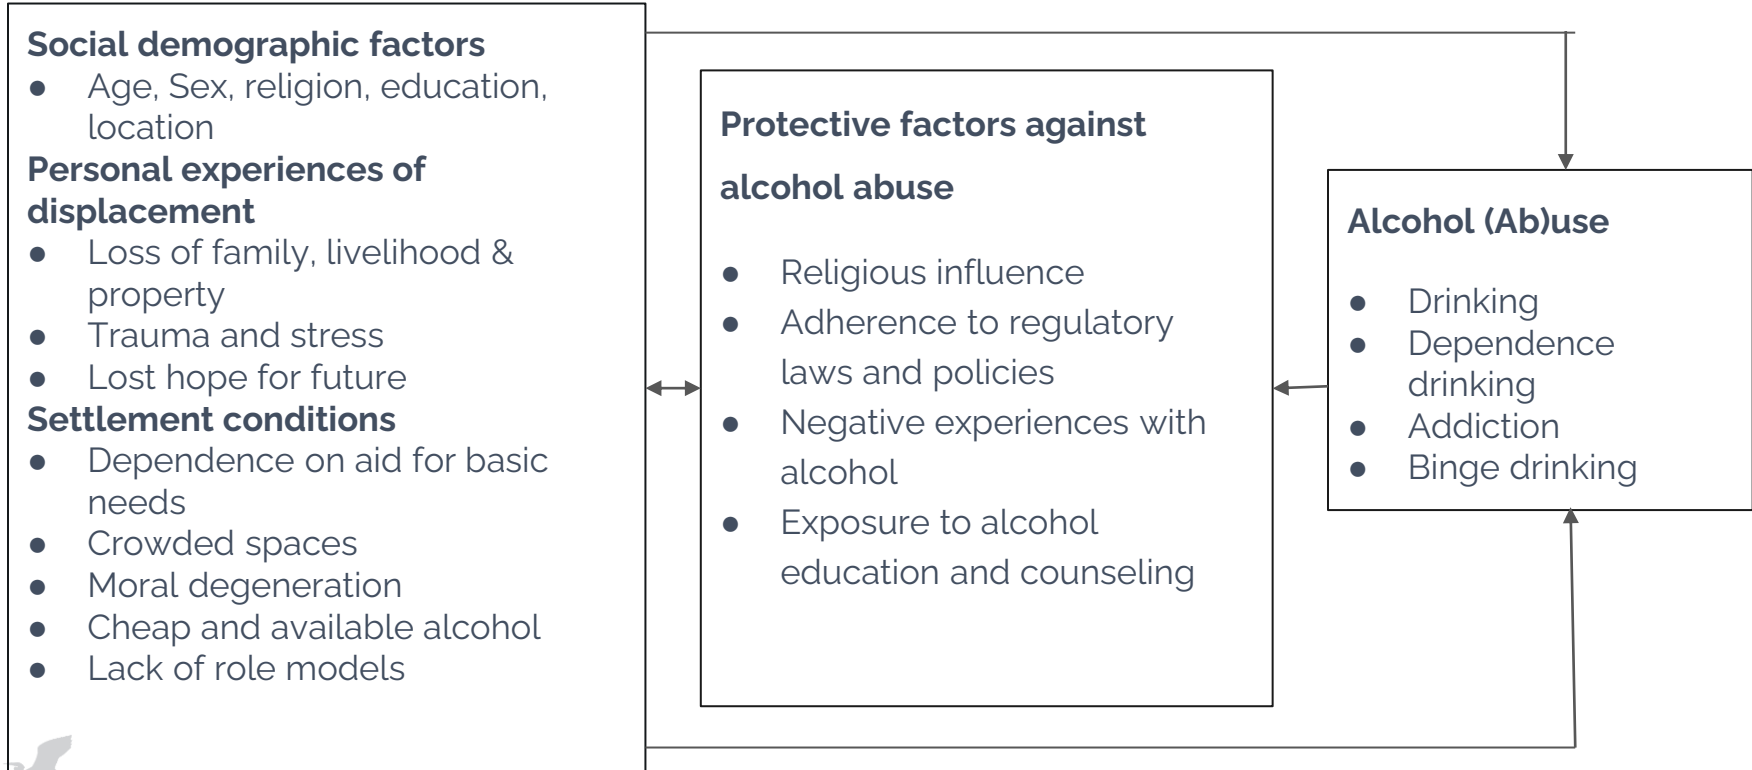 Social demographic factors
● Age, Sex, religion, education,
location
Personal experiences of
displacement
● Loss of family, livelihood &
property
● Trauma and stress
● Lost hope for future
Settlement conditions
● Dependence on aid for basic
needs
● Crowded spaces
● Moral degeneration
● Cheap and available alcohol
● Lack of role models
Protective factors against
alcohol abuse
● Religious influence
● Adherence to regulatory
laws and policies
● Negative experiences with
alcohol
● Exposure to alcohol
education and counseling
Alcohol (Ab)use
● Drinking
● Dependence
drinking
● Addiction
● Binge drinking